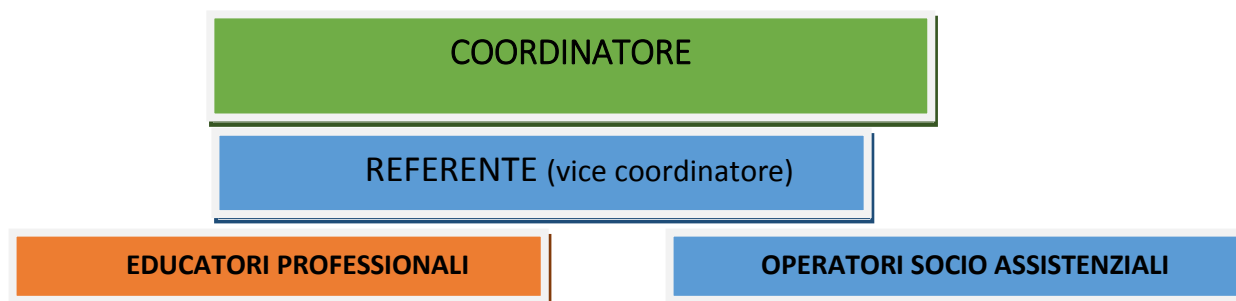 COORDINATORE
REFERENTE (vice coordinatore)
EDUCATORI PROFESSIONALI
OPERATORI SOCIO ASSISTENZIALI